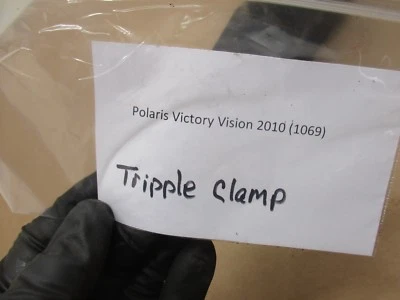 Polaris Victory Vision 2010 (1069)
Tripple Clamp